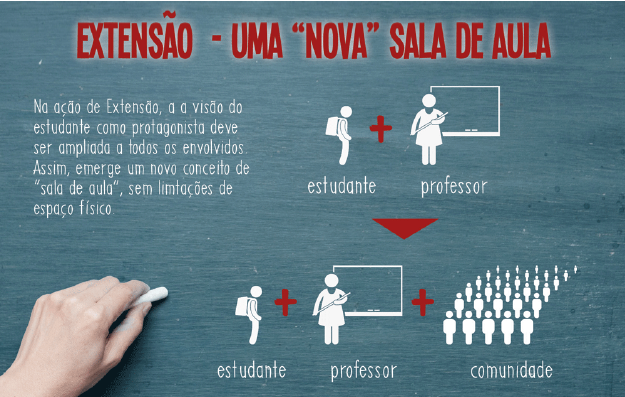 EXTENSÃO - UMA “NOVA” SALA DE AULA
Na ação de Extensão, a a visão do
estudante como protagonista deve
ser ampliada a todos os envolvidos.
Assim, emerge um novo conceito de
“sala de aula”, sem limtações de
espaço físico
estudante professor
estudante professor comunidade